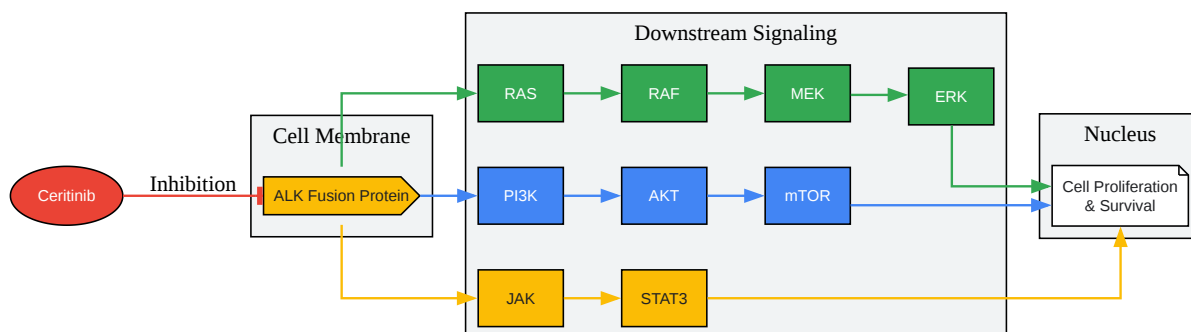 Downstream Signaling
RAS
RAF
MEK
ERK
Cell Membrane
Nucleus
Ceritinib
Inhibition
ALK Fusion Protein
PI3K
AKT
mTOR
Cell Proliferation
& Survival
JAK
STAT3